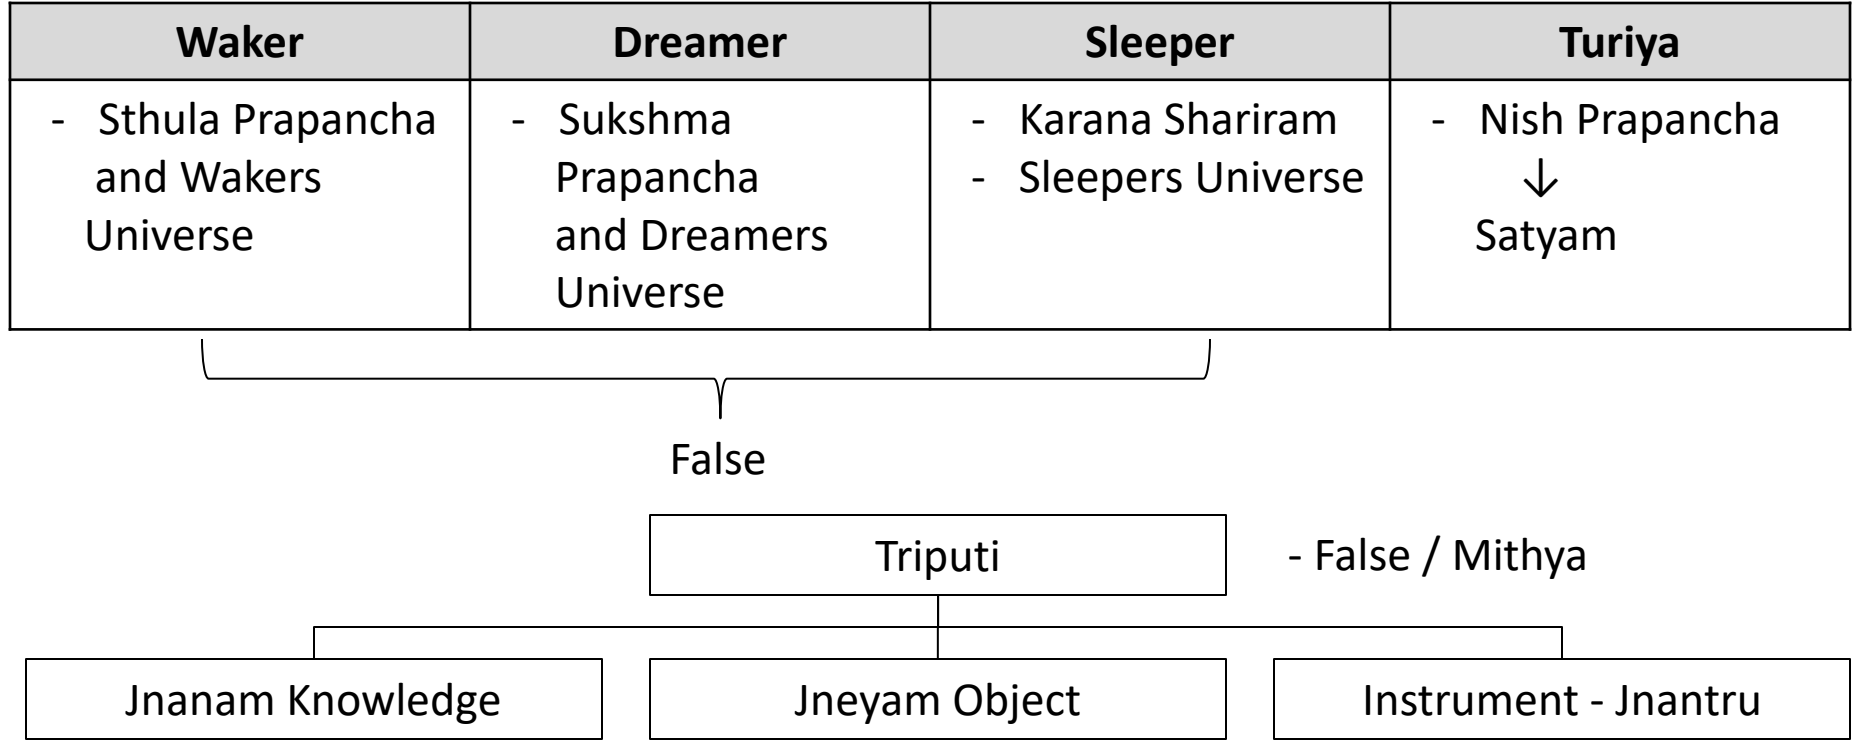 Waker
Dreamer
Sleeper
Turiya
- Sthula Prapancha
and Wakers
Universe
- Sukshma
Prapancha
and Dreamers
Universe
- Karana Shariram
- Sleepers Universe
- Nish Prapancha
↓
Satyam
False
Triputi
- False / Mithya
Jnanam Knowledge
Jneyam Object
Instrument - Jnantru